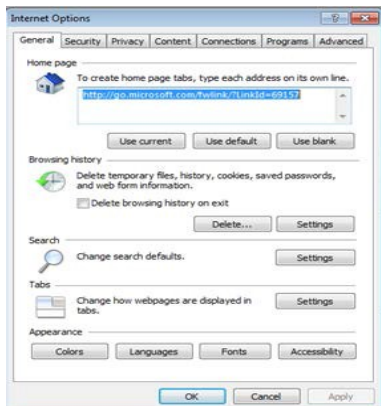 Internet Options
General Security Privacy Content Connections Programs Advanced
Home page
To create home page tabs, type each address on its own line.
http://go.microsoft.com/fwlink/?LinkId=69157
Use current Use default Use blank
Browsing history
Delete temporary files, history, cookies, saved passwords,
and web form information.
Delete browsing history on exit
Delete... Settings
Search
Change search defaults. Settings
Tabs
Change how webpages are displayed in Settings
tabs.
Appearance
Colors Languages Fonts Accessibility
OK Cancel Apply